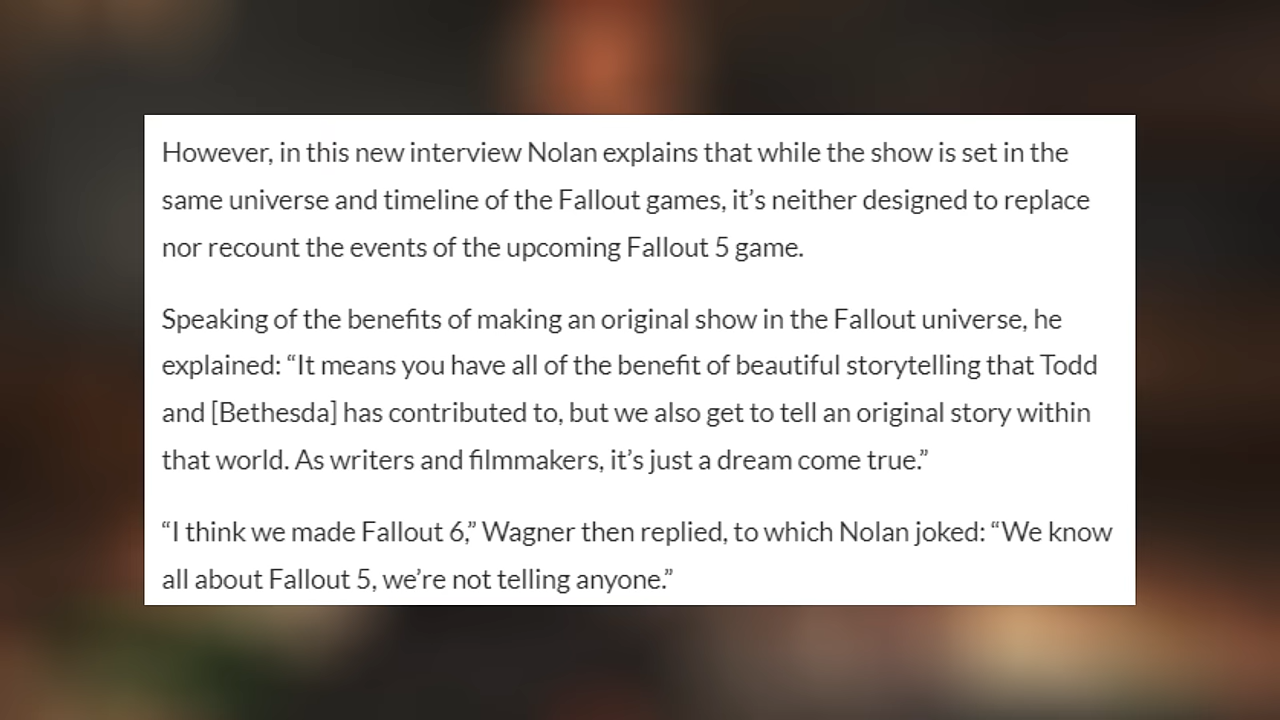 However, in this new interview Nolan explains that while the show is set in the
same universe and timeline of the Fallout games, it’s neither designed to replace
nor recount the events of the upcoming Fallout 5 game.
Speaking of the benefits of making an original show in the Fallout universe, he
explained: “It means you have all of the benefit of beautiful storytelling that Todd
and [Bethesda] has contributed to, but we also get to tell an original story within
that world. As writers and filmmakers, it’s just a dream come true.”
“I think we made Fallout 6,” Wagner then replied, to which Nolan joked: “We know
all about Fallout 5, we’re not telling anyone.”